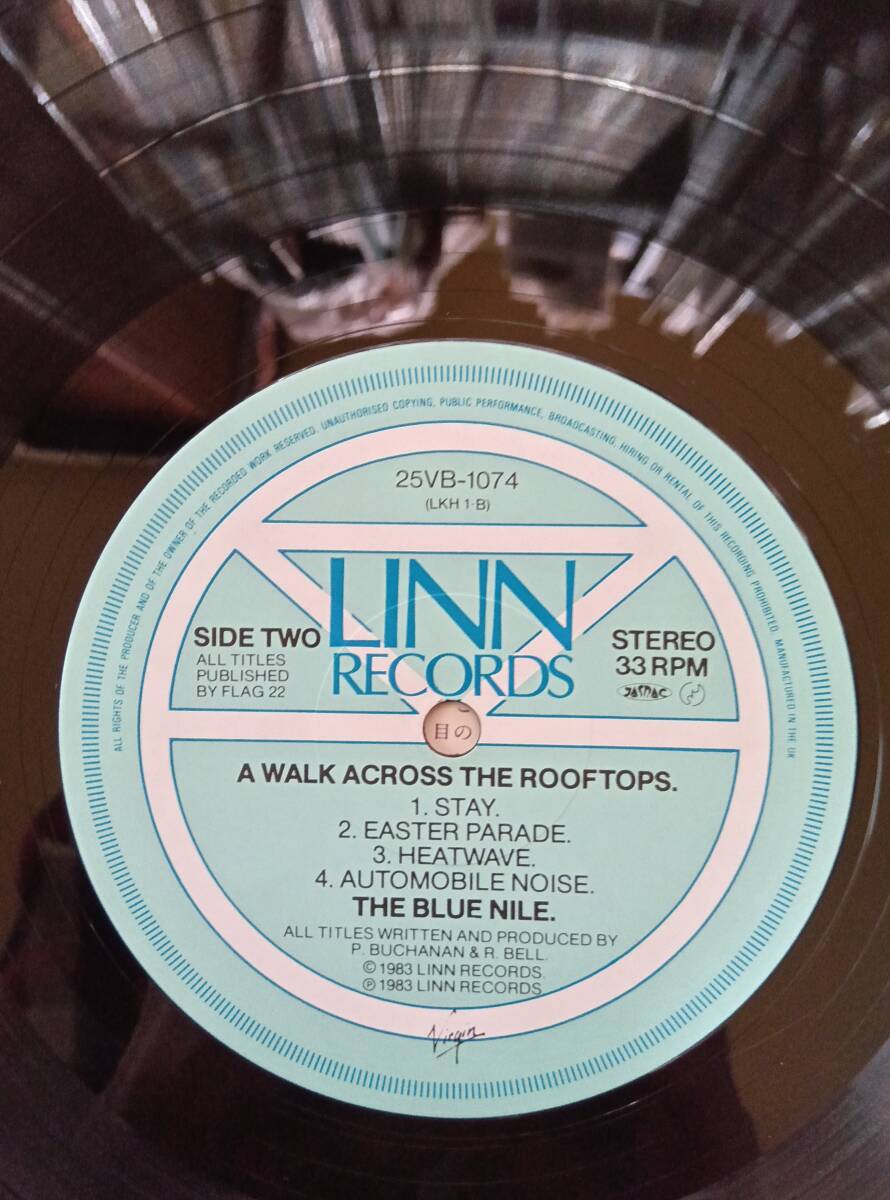 ALL RIGHTS OF THE PRODUCER AND OF THE OWNER OF THE RECORDED WORK RESERVED. UNAUTHORISED COPYING, PUBLIC PERFORMANCE, BROADCASTING, HIRING OR RENTAL OF THIS RECORDING PROHIBITED. MANUFACTURED IN THE UK
25VB-1074
(LKH 1-B)
LINN
RECORDS
SIDE TWO
ALL TITLES
PUBLISHED
BY FLAG 22
STEREO
33 RPM
JASRAC
目の
A WALK ACROSS THE ROOFTOPS.
1. STAY.
2. EASTER PARADE.
3. HEATWAVE.
4. AUTOMOBILE NOISE.
THE BLUE NILE.
ALL TITLES WRITTEN AND PRODUCED BY
P. BUCHANAN & R. BELL.
© 1983 LINN RECORDS.
℗ 1983 LINN RECORDS
Virgin